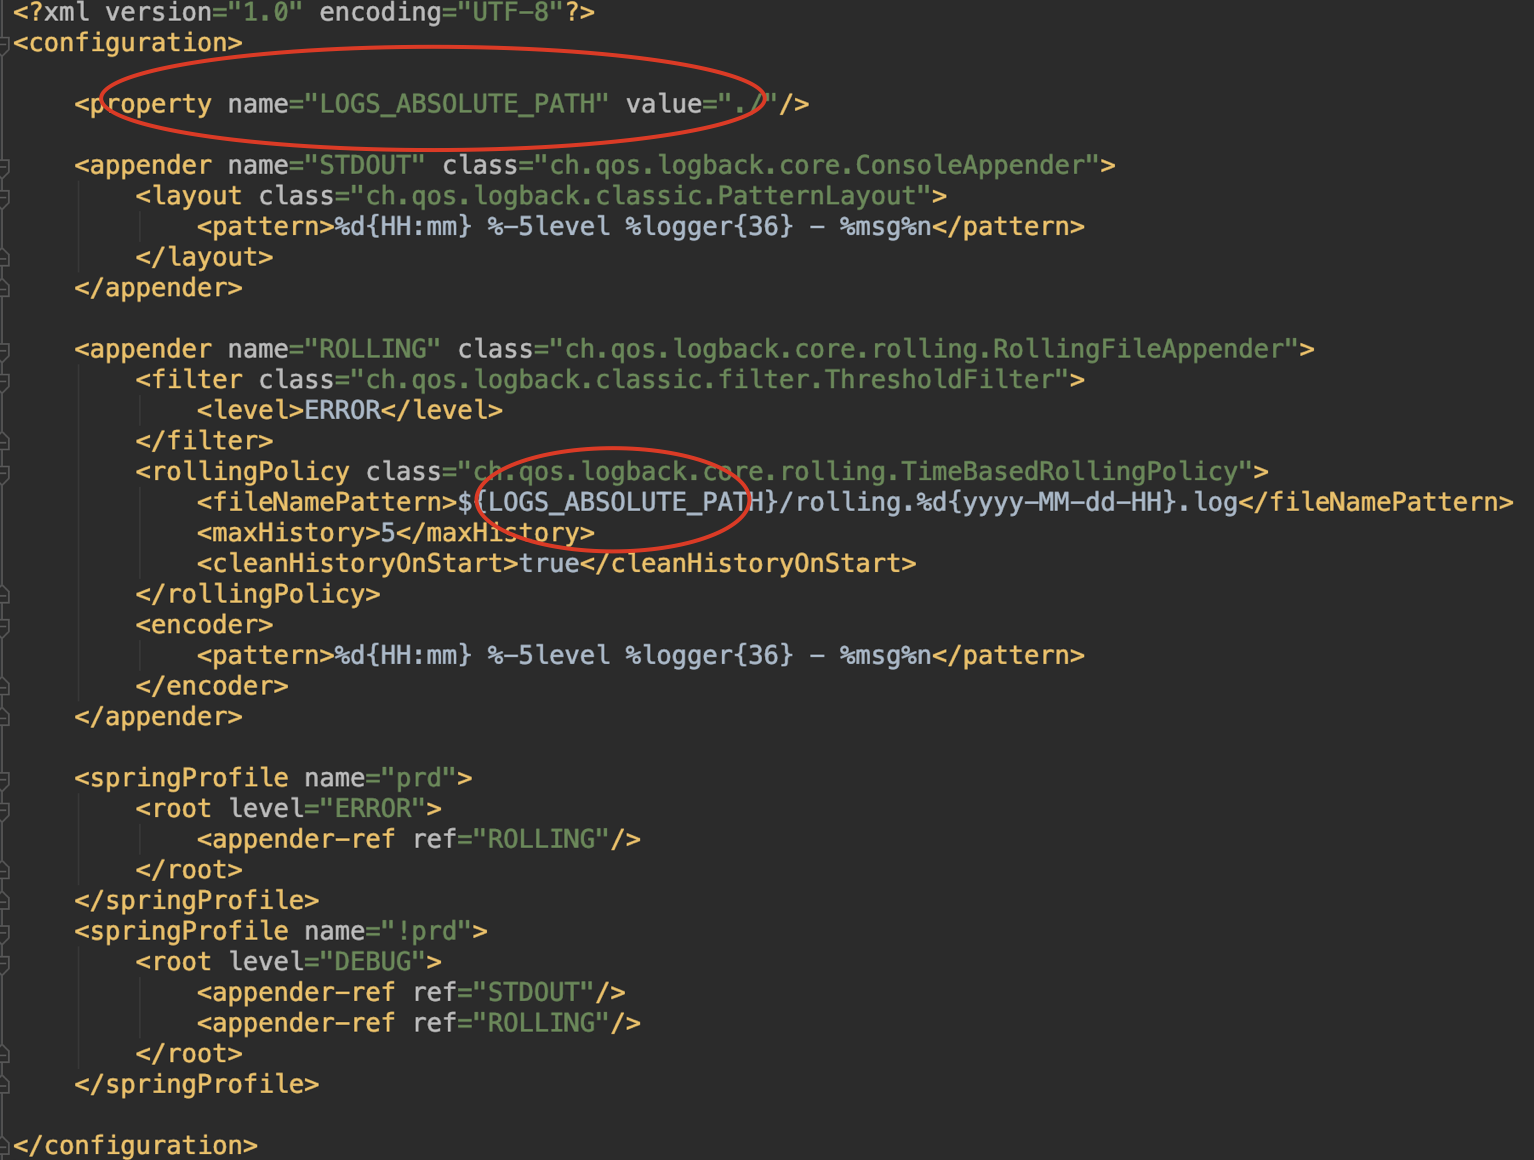 <?xml version="1.0" encoding="UTF-8"?>
<configuration>
<property name="LOGS_ABSOLUTE_PATH" value="./"/>
<appender name="STDOUT" class="ch.qos.logback.core.ConsoleAppender">
<layout class="ch.qos.logback.classic.PatternLayout">
<pattern>%d{HH:mm} %-5level %logger{36} - %msg%n</pattern>
</layout>
</appender>
<appender name="ROLLING" class="ch.qos.logback.core.rolling.RollingFileAppender">
<filter class="ch.qos.logback.classic.filter.ThresholdFilter">
<level>ERROR</level>
</filter>
<rollingPolicy class="ch.qos.logback.core.rolling.TimeBasedRollingPolicy">
<fileNamePattern>${LOGS_ABSOLUTE_PATH}/rolling.%d{yyyy-MM-dd-HH}.log</fileNamePattern>
<maxHistory>5</maxHistory>
<cleanHistoryOnStart>true</cleanHistoryOnStart>
</rollingPolicy>
<encoder>
<pattern>%d{HH:mm} %-5level %logger{36} - %msg%n</pattern>
</encoder>
</appender>
<springProfile name="prd">
<root level="ERROR">
<appender-ref ref="ROLLING"/>
</root>
</springProfile>
<springProfile name="!prd">
<root level="DEBUG">
<appender-ref ref="STDOUT"/>
<appender-ref ref="ROLLING"/>
</root>
</springProfile>
</configuration>